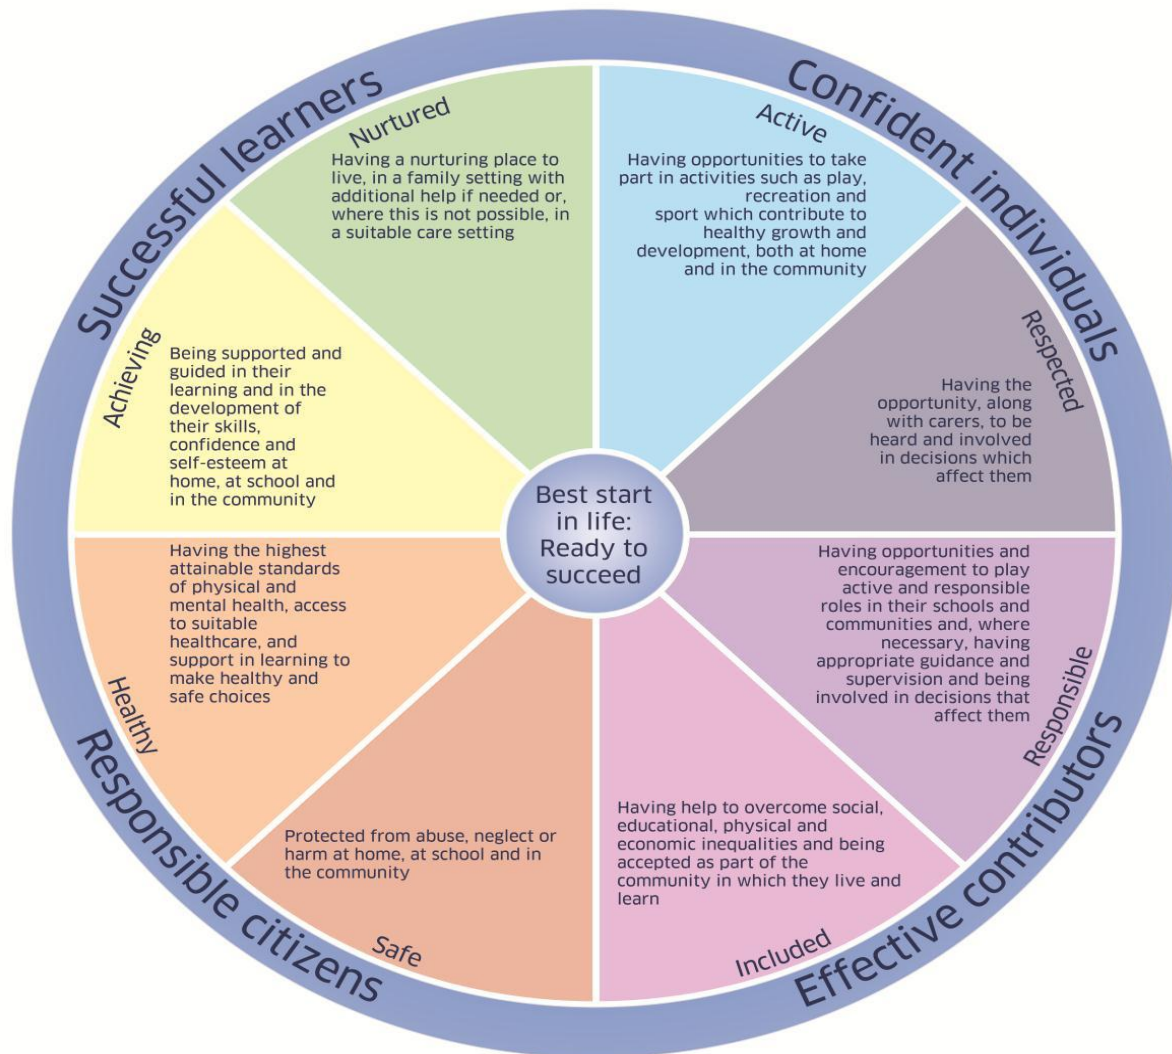 Successful learners
Confident individuals
Nurtured
Having a nurturing place to
live, in a family setting with
additional help if needed or,
where this is not possible, in
a suitable care setting
Active
Having opportunities to take
part in activities such as play,
recreation and
sport which contribute to
healthy growth and
development, both at home
and in the community
Achieving
Being supported and
guided in their
learning and in the
development of
their skills,
confidence and
self-esteem at
home, at school and
in the community
Respected
Having the
opportunity, along
with carers, to be
heard and involved
in decisions which
affect them
Best start
in life:
Ready to
succeed
Having the highest
attainable standards
of physical and
mental health, access
to suitable
healthcare, and
support in learning to
make healthy and
safe choices
Healthy
Having opportunities and
encouragement to play
active and responsible
roles in their schools and
communities and, where
necessary, having
appropriate guidance and
supervision and being
involved in decisions that
affect them
Responsible
Protected from abuse, neglect or
harm at home, at school and in
the community
Safe
Having help to overcome social,
educational, physical and
economic inequalities and being
accepted as part of the
community in which they live and
learn
Included
Responsible citizens
Effective contributors